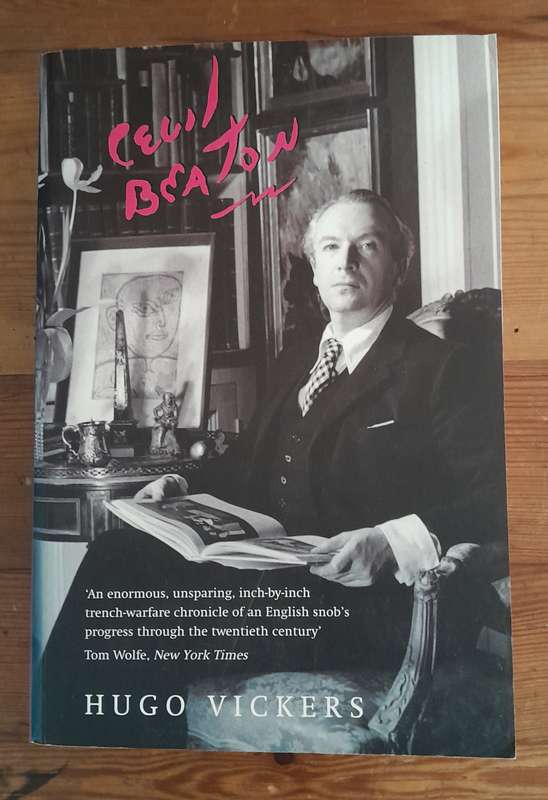 Cecil
BEATON
‘An enormous, unsparing, inch-by-inch
trench-warfare chronicle of an English snob’s
progress through the twentieth century’
Tom Wolfe, New York Times
HUGO VICKERS